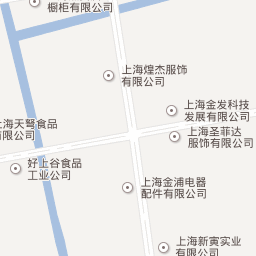 橱柜有限公司
上海煌杰服饰
有限公司
上海金发科技
发展有限公司
上海圣菲达
服饰有限公司
上海天弩食品
有限公司
好上谷食品
工业公司
上海金浦电器
配件有限公司
上海新寅实业
有限公司